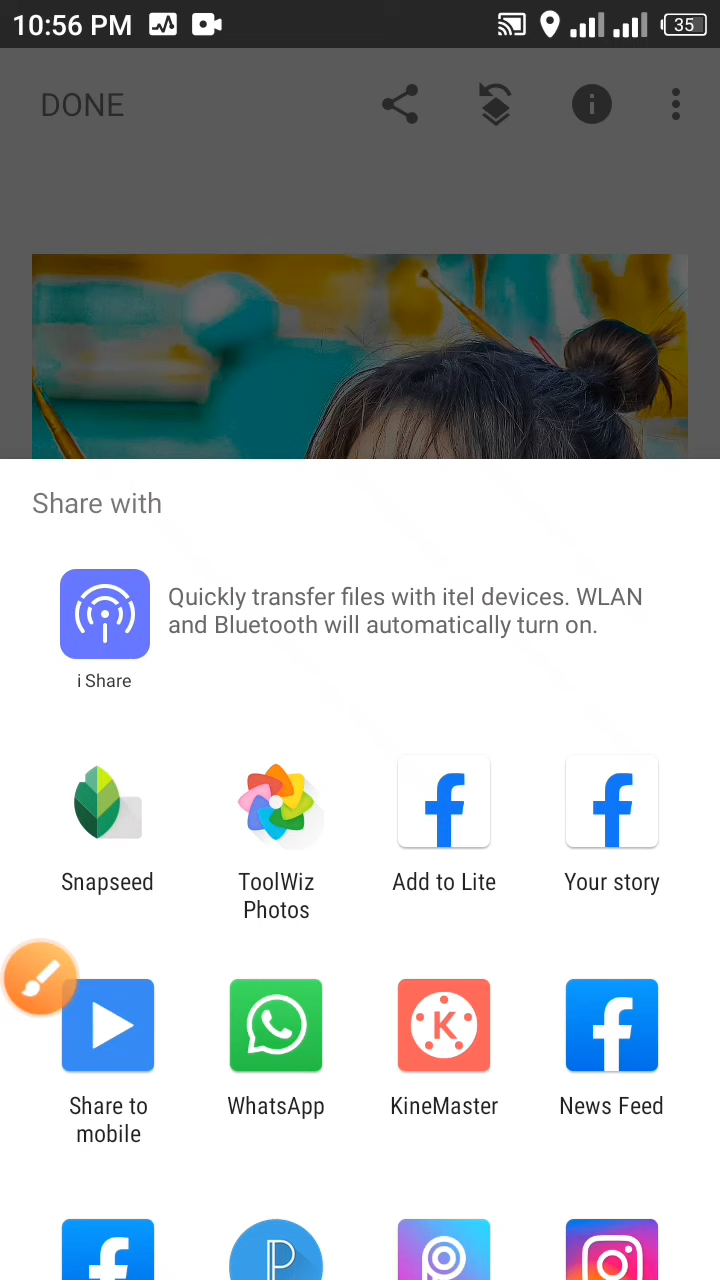 10:56 PM
35
DONE
Share with
Quickly transfer files with itel devices. WLAN
and Bluetooth will automatically turn on.
i Share
Snapseed
ToolWiz
Photos
Add to Lite
Your story
Share to
mobile
WhatsApp
K
KineMaster
News Feed